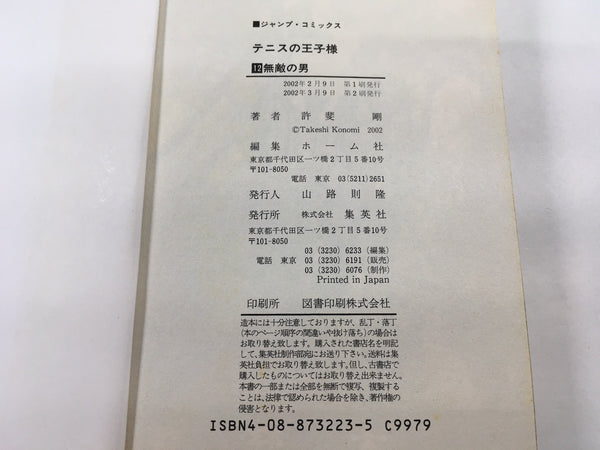 ■ジャンプ・コミックス
テニスの王子様
12無敵の男
2002年2月9日 第1刷発行
2002年3月9日 第2刷発行
著者 許斐 剛
©Takeshi Konomi 2002
編集 ホーム社
東京都千代田区一ツ橋2丁目5番10号
〒101-8050
電話 東京 03(5211)2651
発行人 山路則隆
発行所 株式会社 集英社
東京都千代田区一ツ橋2丁目5番10号
〒101-8050
03(3230)6233(編集)
電話 東京 03(3230)6191(販売)
03(3230)6076(制作)
Printed in Japan
印刷所 図書印刷株式会社
造本には十分注意しておりますが、乱丁・落丁
(本のページ順序の間違いや抜け落ち)の場合は
お取り替え致します。購入された書店名を明記
して、集英社制作部宛にお送り下さい。送料は集
英社負担でお取り替え致します。但し、古書店で
購入したものについてはお取り替え出来ません。
本書の一部または全部を無断で複写、複製する
ことは、法律で認められた場合を除き、著作権の
侵害となります。
ISBN4-08-873223-5 C9979